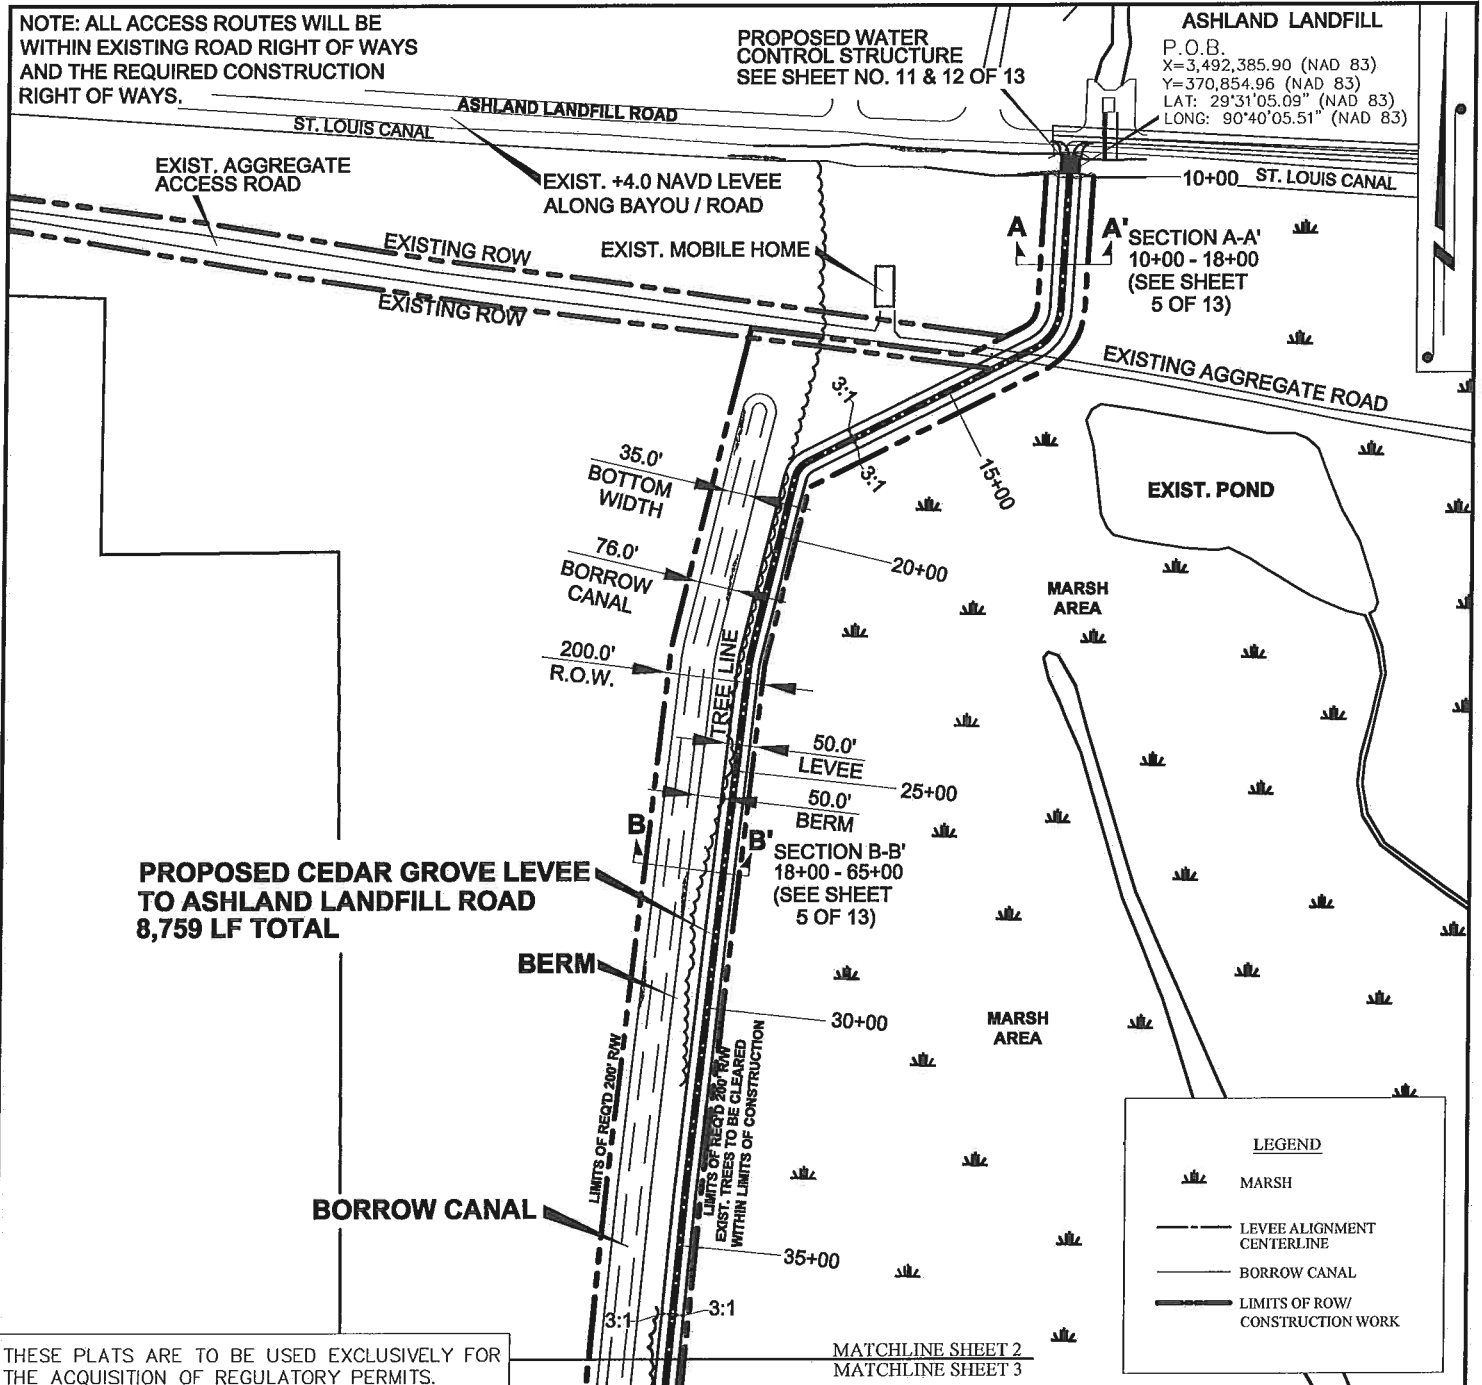 NOTE: ALL ACCESS ROUTES WILL BE
WITHIN EXISTING ROAD RIGHT OF WAYS
AND THE REQUIRED CONSTRUCTION
RIGHT OF WAYS.
PROPOSED WATER
CONTROL STRUCTURE
SEE SHEET NO. 11 & 12 OF 13
ASHLAND LANDFILL
P.O.B.
X=3,492,385.90 (NAD 83)
Y=370,854.96 (NAD 83)
LAT: 29°31'05.09" (NAD 83)
LONG: 90°40'05.51" (NAD 83)
ASHLAND LANDFILL ROAD
ST. LOUIS CANAL
EXIST. AGGREGATE
ACCESS ROAD
EXIST. +4.0 NAVD LEVEE
ALONG BAYOU / ROAD
10+00
ST. LOUIS CANAL
EXISTING ROW
EXISTING ROW
EXIST. MOBILE HOME
A
A'
SECTION A-A'
10+00 - 18+00
(SEE SHEET
5 OF 13)
EXISTING AGGREGATE ROAD
3:1
3:1
15+00
EXIST. POND
35.0'
BOTTOM
WIDTH
76.0'
BORROW
CANAL
20+00
MARSH
AREA
200.0'
R.O.W.
TREE LINE
50.0'
LEVEE
25+00
50.0'
BERM
B
B'
SECTION B-B'
18+00 - 65+00
(SEE SHEET
5 OF 13)
PROPOSED CEDAR GROVE LEVEE
TO ASHLAND LANDFILL ROAD
8,759 LF TOTAL
BERM
30+00
MARSH
AREA
LIMITS OF REQ'D 200' R/W
LIMITS OF REQ'D 200' R/W
EXIST. TREES TO BE CLEARED
WITHIN LIMITS OF CONSTRUCTION
BORROW CANAL
35+00
3:1
3:1
LEGEND
MARSH
LEVEE ALIGNMENT
CENTERLINE
BORROW CANAL
LIMITS OF ROW/
CONSTRUCTION WORK
MATCHLINE SHEET 2
MATCHLINE SHEET 3
THESE PLATS ARE TO BE USED EXCLUSIVELY FOR
THE ACQUISITION OF REGULATORY PERMITS.